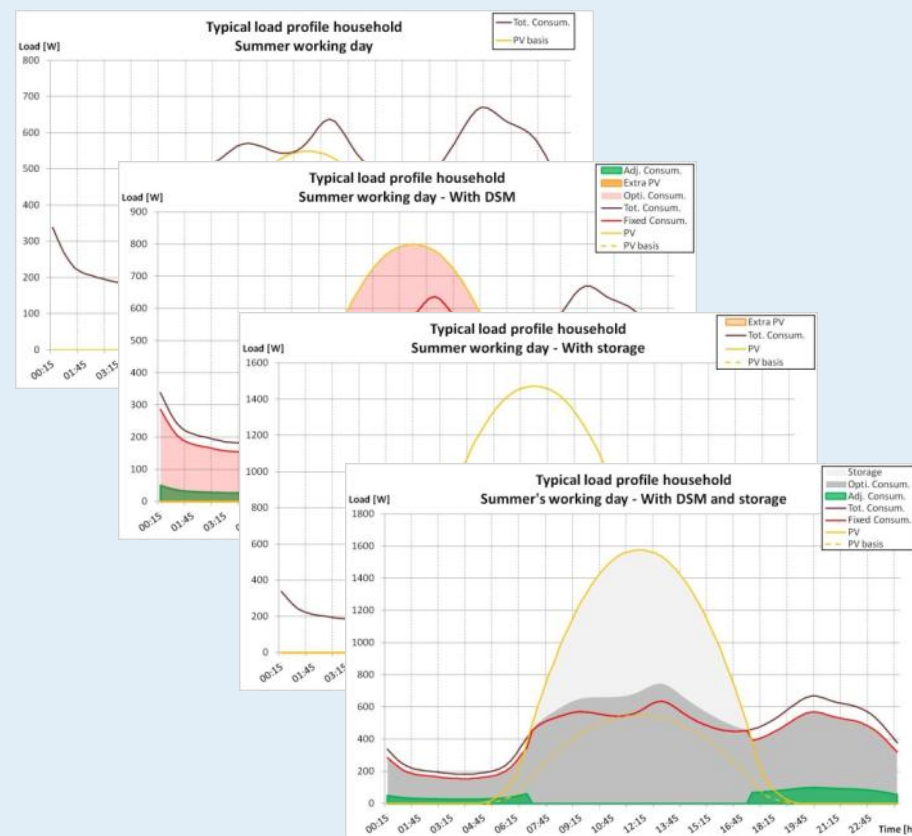 Typical load profile household
Summer working day
Tot. Consum.
PV basis
Load [W]
800
700
600
500
400
300
200
100
0
00:15
01:45
03:15
Typical load profile household
Summer working day - With DSM
Adj. Consum.
Extra PV
Opti. Consum.
Tot. Consum.
Fixed Consum.
PV
PV basis
Load [W]
900
800
700
600
500
400
300
200
100
0
00:15
01:45
03:15
Typical load profile household
Summer working day - With storage
Extra PV
Tot. Consum.
PV
PV basis
Load [W]
1600
1400
1200
1000
800
600
400
200
0
00:15
01:45
03:15
Typical load profile household
Summer's working day - With DSM and storage
Storage
Opti. Consum.
Adj. Consum.
Tot. Consum.
Fixed Consum.
PV
PV basis
Load [W]
1800
1600
1400
1200
1000
800
600
400
200
0
00:15
01:45
03:15
04:45
06:15
07:45
09:15
10:45
12:15
13:45
15:15
16:45
18:15
19:45
21:15
22:45
Time [h